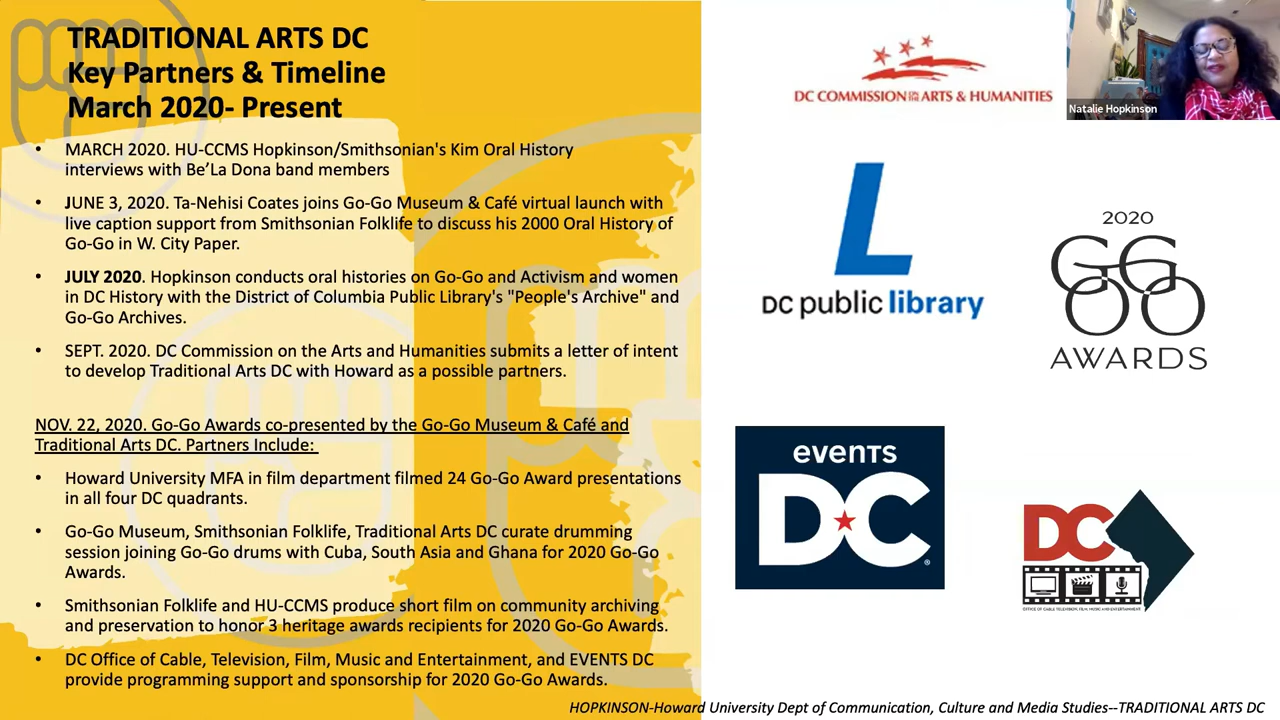 TRADITIONAL ARTS DC
Key Partners & Timeline
March 2020- Present
• MARCH 2020. HU-CCMS Hopkinson/Smithsonian's Kim Oral History
interviews with Be'La Dona band members
• JUNE 3, 2020. Ta-Nehisi Coates joins Go-Go Museum & Café virtual launch with
live caption support from Smithsonian Folklife to discuss his 2000 Oral History of
Go-Go in W. City Paper.
• JULY 2020. Hopkinson conducts oral histories on Go-Go and Activism and women
in DC History with the District of Columbia Public Library's "People's Archive" and
Go-Go Archives.
• SEPT. 2020. DC Commission on the Arts and Humanities submits a letter of intent
to develop Traditional Arts DC with Howard as a possible partners.
NOV. 22, 2020. Go-Go Awards co-presented by the Go-Go Museum & Café and
Traditional Arts DC. Partners Include:
• Howard University MFA in film department filmed 24 Go-Go Award presentations
in all four DC quadrants.
• Go-Go Museum, Smithsonian Folklife, Traditional Arts DC curate drumming
session joining Go-Go drums with Cuba, South Asia and Ghana for 2020 Go-Go
Awards.
• Smithsonian Folklife and HU-CCMS produce short film on community archiving
and preservation to honor 3 heritage awards recipients for 2020 Go-Go Awards.
• DC Office of Cable, Television, Film, Music and Entertainment, and EVENTS DC
provide programming support and sponsorship for 2020 Go-Go Awards.
DC COMMISSION ON THE ARTS & HUMANITIES
Natalie Hopkinson
L
DC public library
2020
GO GO
AWARDS
eveNTS
DC
®
DC
OFFICE OF CABLE TELEVISION, FILM, MUSIC AND ENTERTAINMENT
HOPKINSON-Howard University Dept of Communication, Culture and Media Studies--TRADITIONAL ARTS DC